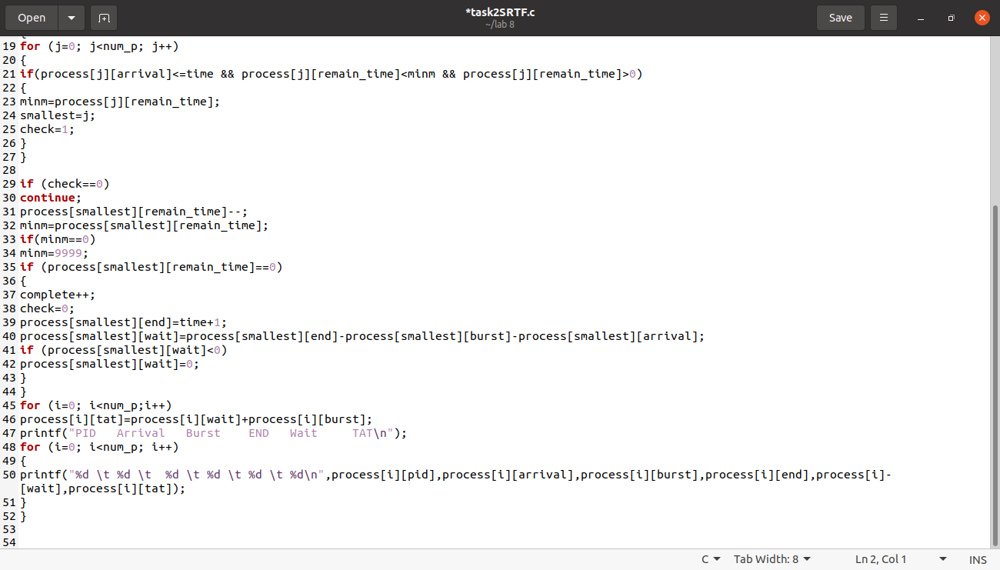 Open
*task2SRTF.c
~/lab 8
Save
{
19 for (j=0; j<num_p; j++)
20 {
21 if(process[j][arrival]<=time && process[j][remain_time]<minm && process[j][remain_time]>0)
22 {
23 minm=process[j][remain_time];
24 smallest=j;
25 check=1;
26 }
27 }
28
29 if (check==0)
30 continue;
31 process[smallest][remain_time]--;
32 minm=process[smallest][remain_time];
33 if(minm==0)
34 minm=9999;
35 if (process[smallest][remain_time]==0)
36 {
37 complete++;
38 check=0;
39 process[smallest][end]=time+1;
40 process[smallest][wait]=process[smallest][end]-process[smallest][burst]-process[smallest][arrival];
41 if (process[smallest][wait]<0)
42 process[smallest][wait]=0;
43 }
44 }
45 for (i=0; i<num_p;i++)
46 process[i][tat]=process[i][wait]+process[i][burst];
47 printf("PID   Arrival   Burst    END   Wait     TAT\n");
48 for (i=0; i<num_p; i++)
49 {
50 printf("%d \t %d \t  %d \t %d \t %d \t %d\n",process[i][pid],process[i][arrival],process[i][burst],process[i][end],process[i]-
[wait],process[i][tat]);
51 }
52 }
53
54
C Tab Width: 8 Ln 2, Col 1 INS